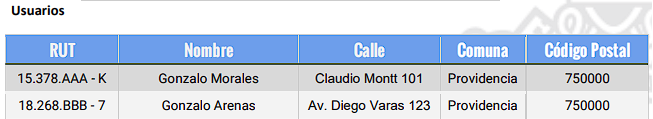 Usuarios
RUT Nombre Calle Comuna Código Postal
15.378.AAA - K Gonzalo Morales Claudio Montt 101 Providencia 750000
18.268.BBB - 7 Gonzalo Arenas Av. Diego Varas 123 Providencia 750000